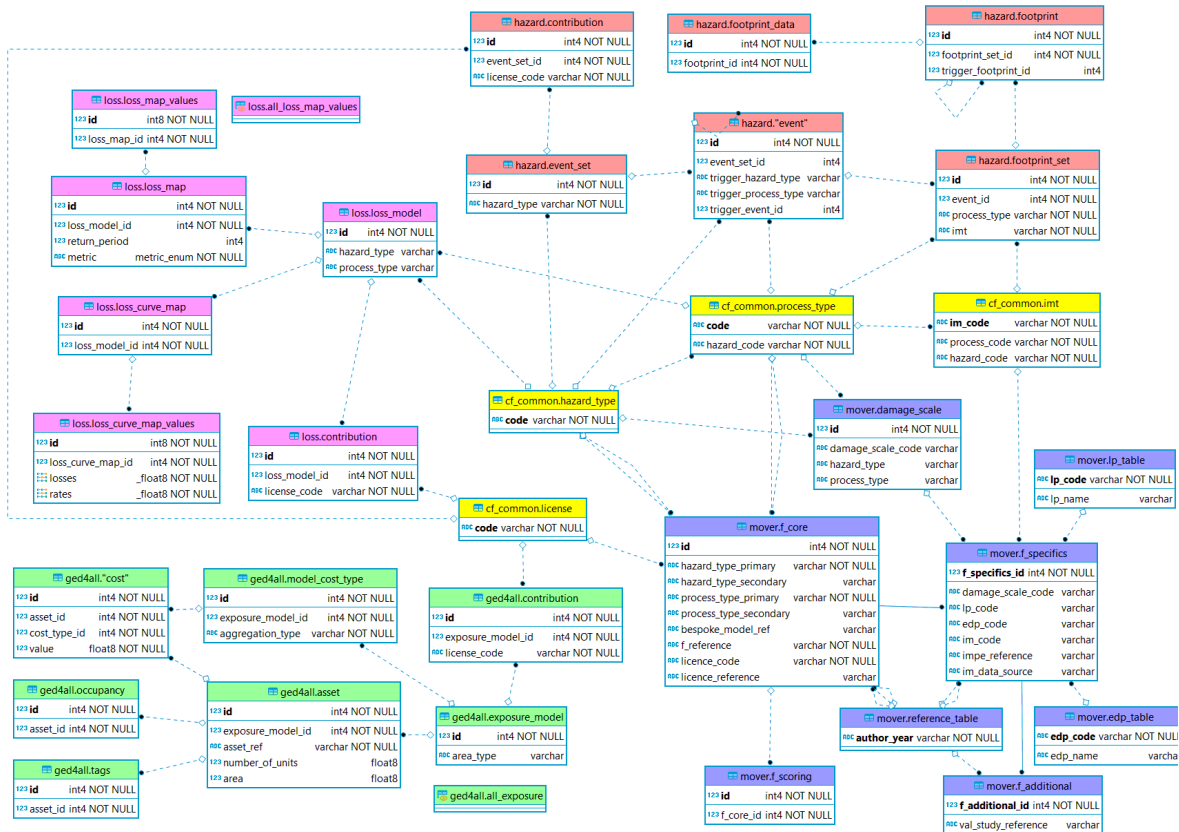 hazard.contribution
123 id int4 NOT NULL
123 event_set_id int4 NOT NULL
ABC license_code varchar NOT NULL
hazard.footprint_data
123 id int4 NOT NULL
123 footprint_id int4 NOT NULL
hazard.footprint
123 id int4 NOT NULL
123 footprint_set_id int4 NOT NULL
123 trigger_footprint_id int4
loss.loss_map_values
123 id int8 NOT NULL
123 loss_map_id int4 NOT NULL
loss.all_loss_map_values
hazard."event"
123 id int4 NOT NULL
123 event_set_id int4
ABC trigger_hazard_type varchar
ABC trigger_process_type varchar
123 trigger_event_id int4
hazard.event_set
123 id int4 NOT NULL
ABC hazard_type varchar NOT NULL
hazard.footprint_set
123 id int4 NOT NULL
123 event_id int4 NOT NULL
ABC process_type varchar NOT NULL
ABC imt varchar NOT NULL
loss.loss_map
123 id int4 NOT NULL
123 loss_model_id int4 NOT NULL
123 return_period int4
ABC metric metric_enum NOT NULL
loss.loss_model
123 id int4 NOT NULL
ABC hazard_type varchar
ABC process_type varchar
loss.loss_curve_map
123 id int4 NOT NULL
123 loss_model_id int4 NOT NULL
cf_common.process_type
ABC code varchar NOT NULL
ABC hazard_code varchar NOT NULL
cf_common.imt
ABC im_code varchar NOT NULL
ABC process_code varchar NOT NULL
ABC hazard_code varchar NOT NULL
cf_common.hazard_type
ABC code varchar NOT NULL
mover.damage_scale
123 id int4 NOT NULL
ABC damage_scale_code varchar
ABC hazard_type varchar
ABC process_type varchar
loss.loss_curve_map_values
123 id int8 NOT NULL
123 loss_curve_map_id int4 NOT NULL
losses _float8 NOT NULL
rates _float8 NOT NULL
loss.contribution
123 id int4 NOT NULL
123 loss_model_id int4 NOT NULL
ABC license_code varchar NOT NULL
mover.lp_table
ABC lp_code varchar NOT NULL
ABC lp_name varchar
cf_common.license
ABC code varchar NOT NULL
mover.f_core
123 id int4 NOT NULL
ABC hazard_type_primary varchar NOT NULL
ABC hazard_type_secondary varchar
ABC process_type_primary varchar NOT NULL
ABC process_type_secondary varchar
ABC bespoke_model_ref varchar
ABC f_reference varchar NOT NULL
ABC licence_code varchar NOT NULL
ABC licence_reference varchar
mover.f_specifics
123 f_specifics_id int4 NOT NULL
ABC damage_scale_code varchar
ABC lp_code varchar
ABC edp_code varchar
ABC im_code varchar
ABC impe_reference varchar
ABC im_data_source varchar
ged4all."cost"
123 id int4 NOT NULL
123 asset_id int4 NOT NULL
123 cost_type_id int4 NOT NULL
123 value float8 NOT NULL
ged4all.model_cost_type
123 id int4 NOT NULL
123 exposure_model_id int4 NOT NULL
ABC aggregation_type varchar NOT NULL
ged4all.contribution
123 id int4 NOT NULL
123 exposure_model_id int4 NOT NULL
ABC license_code varchar NOT NULL
ged4all.occupancy
123 id int4 NOT NULL
123 asset_id int4 NOT NULL
ged4all.asset
123 id int4 NOT NULL
123 exposure_model_id int4 NOT NULL
ABC asset_ref varchar NOT NULL
123 number_of_units float8
123 area float8
ged4all.exposure_model
123 id int4 NOT NULL
ABC area_type varchar
mover.reference_table
ABC author_year varchar NOT NULL
mover.edp_table
ABC edp_code varchar NOT NUL
ABC edp_name varcha
ged4all.tags
123 id int4 NOT NULL
123 asset_id int4 NOT NULL
ged4all.all_exposure
mover.f_scoring
123 id int4 NOT NULL
123 f_core_id int4 NOT NULL
mover.f_additional
123 f_additional_id int4 NOT NULL
ABC val_study_reference varchar